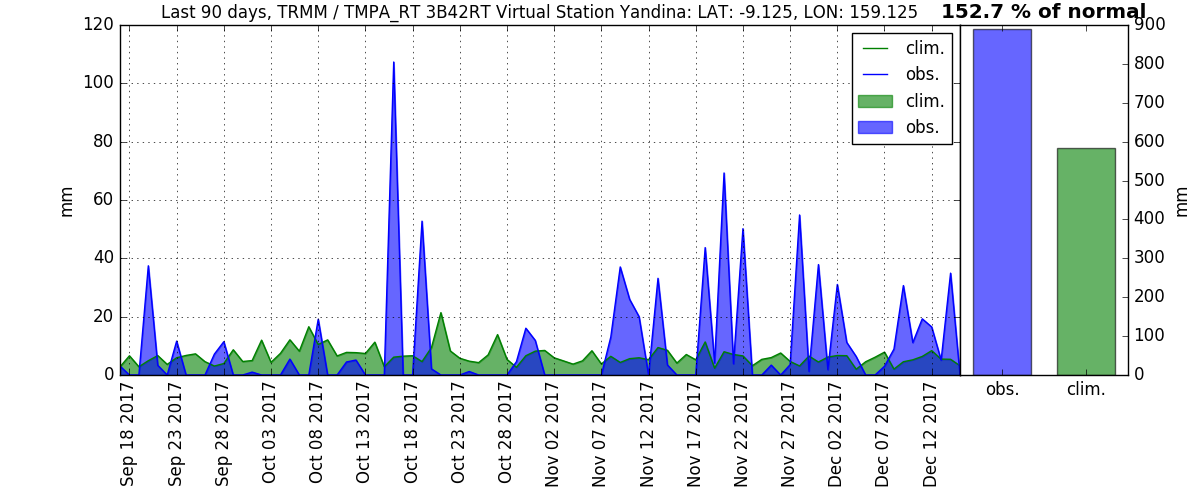 Last 90 days, TRMM / TMPA_RT 3B42RT Virtual Station Yandina: LAT: -9.125, LON: 159.125
152.7 % of normal
120
100
80
60
40
20
0
mm
clim.
obs.
clim.
obs.
900
800
700
600
500
400
300
200
100
0
mm
Sep 18 2017
Sep 23 2017
Sep 28 2017
Oct 03 2017
Oct 08 2017
Oct 13 2017
Oct 18 2017
Oct 23 2017
Oct 28 2017
Nov 02 2017
Nov 07 2017
Nov 12 2017
Nov 17 2017
Nov 22 2017
Nov 27 2017
Dec 02 2017
Dec 07 2017
Dec 12 2017
obs.
clim.